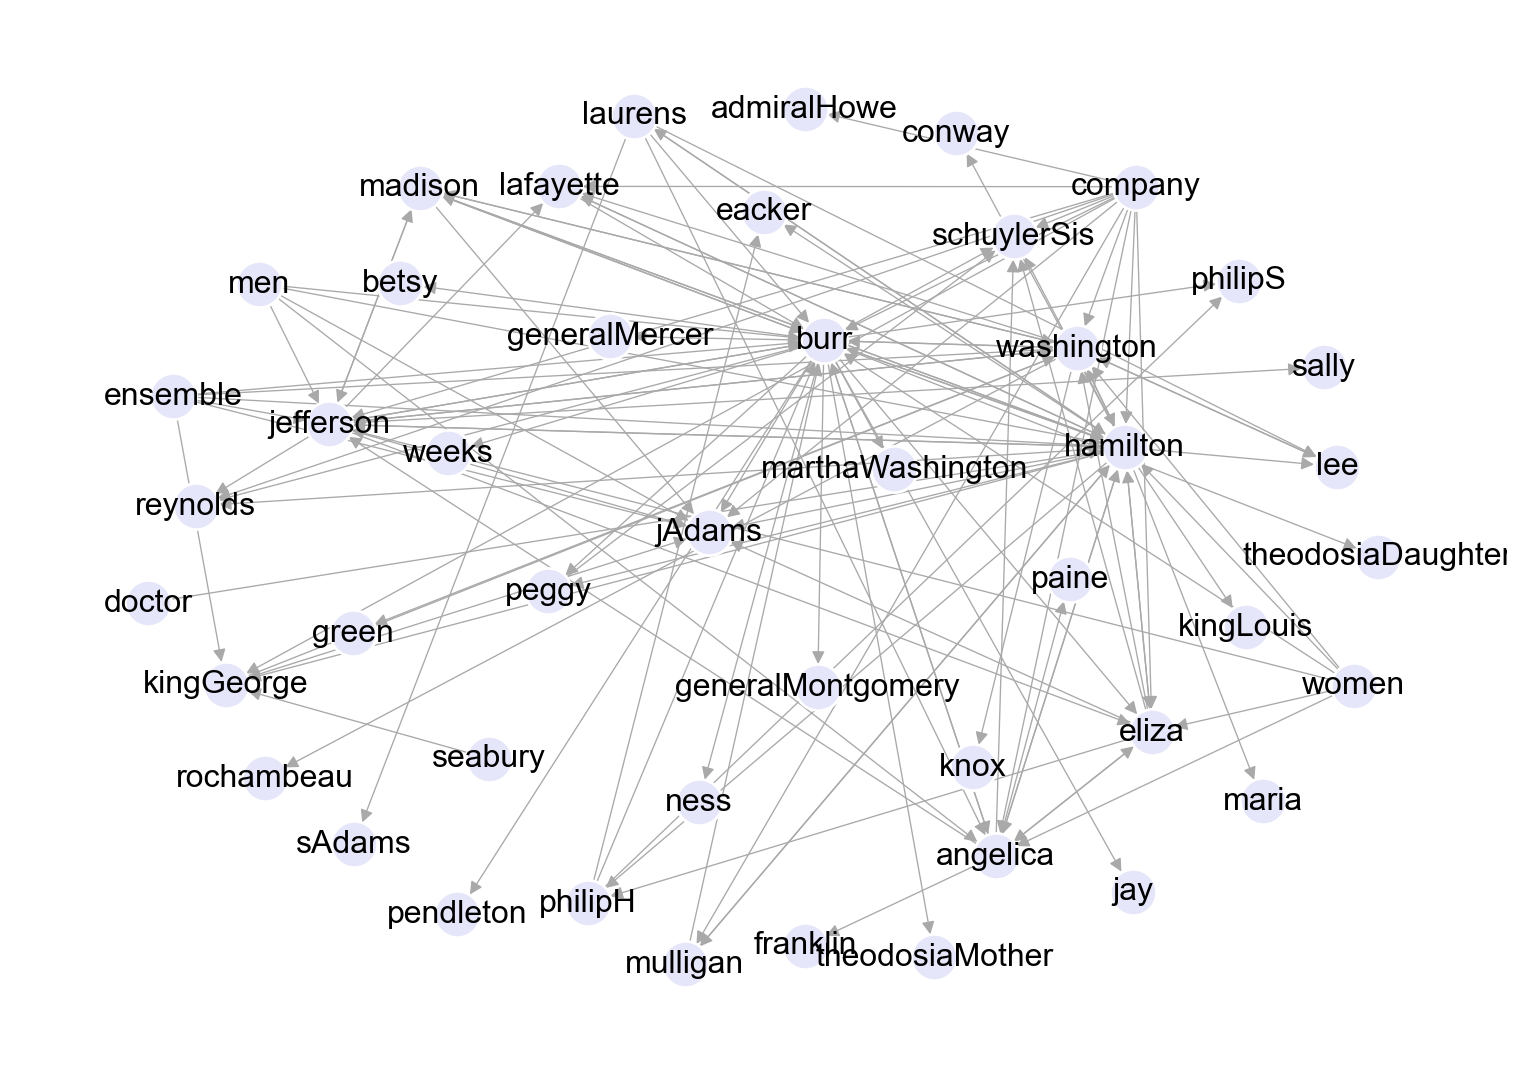 laurens
admiralHowe
conway
madison
lafayette
company
eacker
schuylerSis
men
betsy
philipS
generalMercer
burr
washington
sally
ensemble
jefferson
weeks
marthaWashington
hamilton
lee
reynolds
jAdams
theodosiaDaughter
doctor
peggy
paine
green
kingLouis
kingGeorge
generalMontgomery
women
eliza
rochambeau
seabury
knox
ness
maria
sAdams
angelica
pendleton
philipH
jay
mulligan
franklin
theodosiaMother